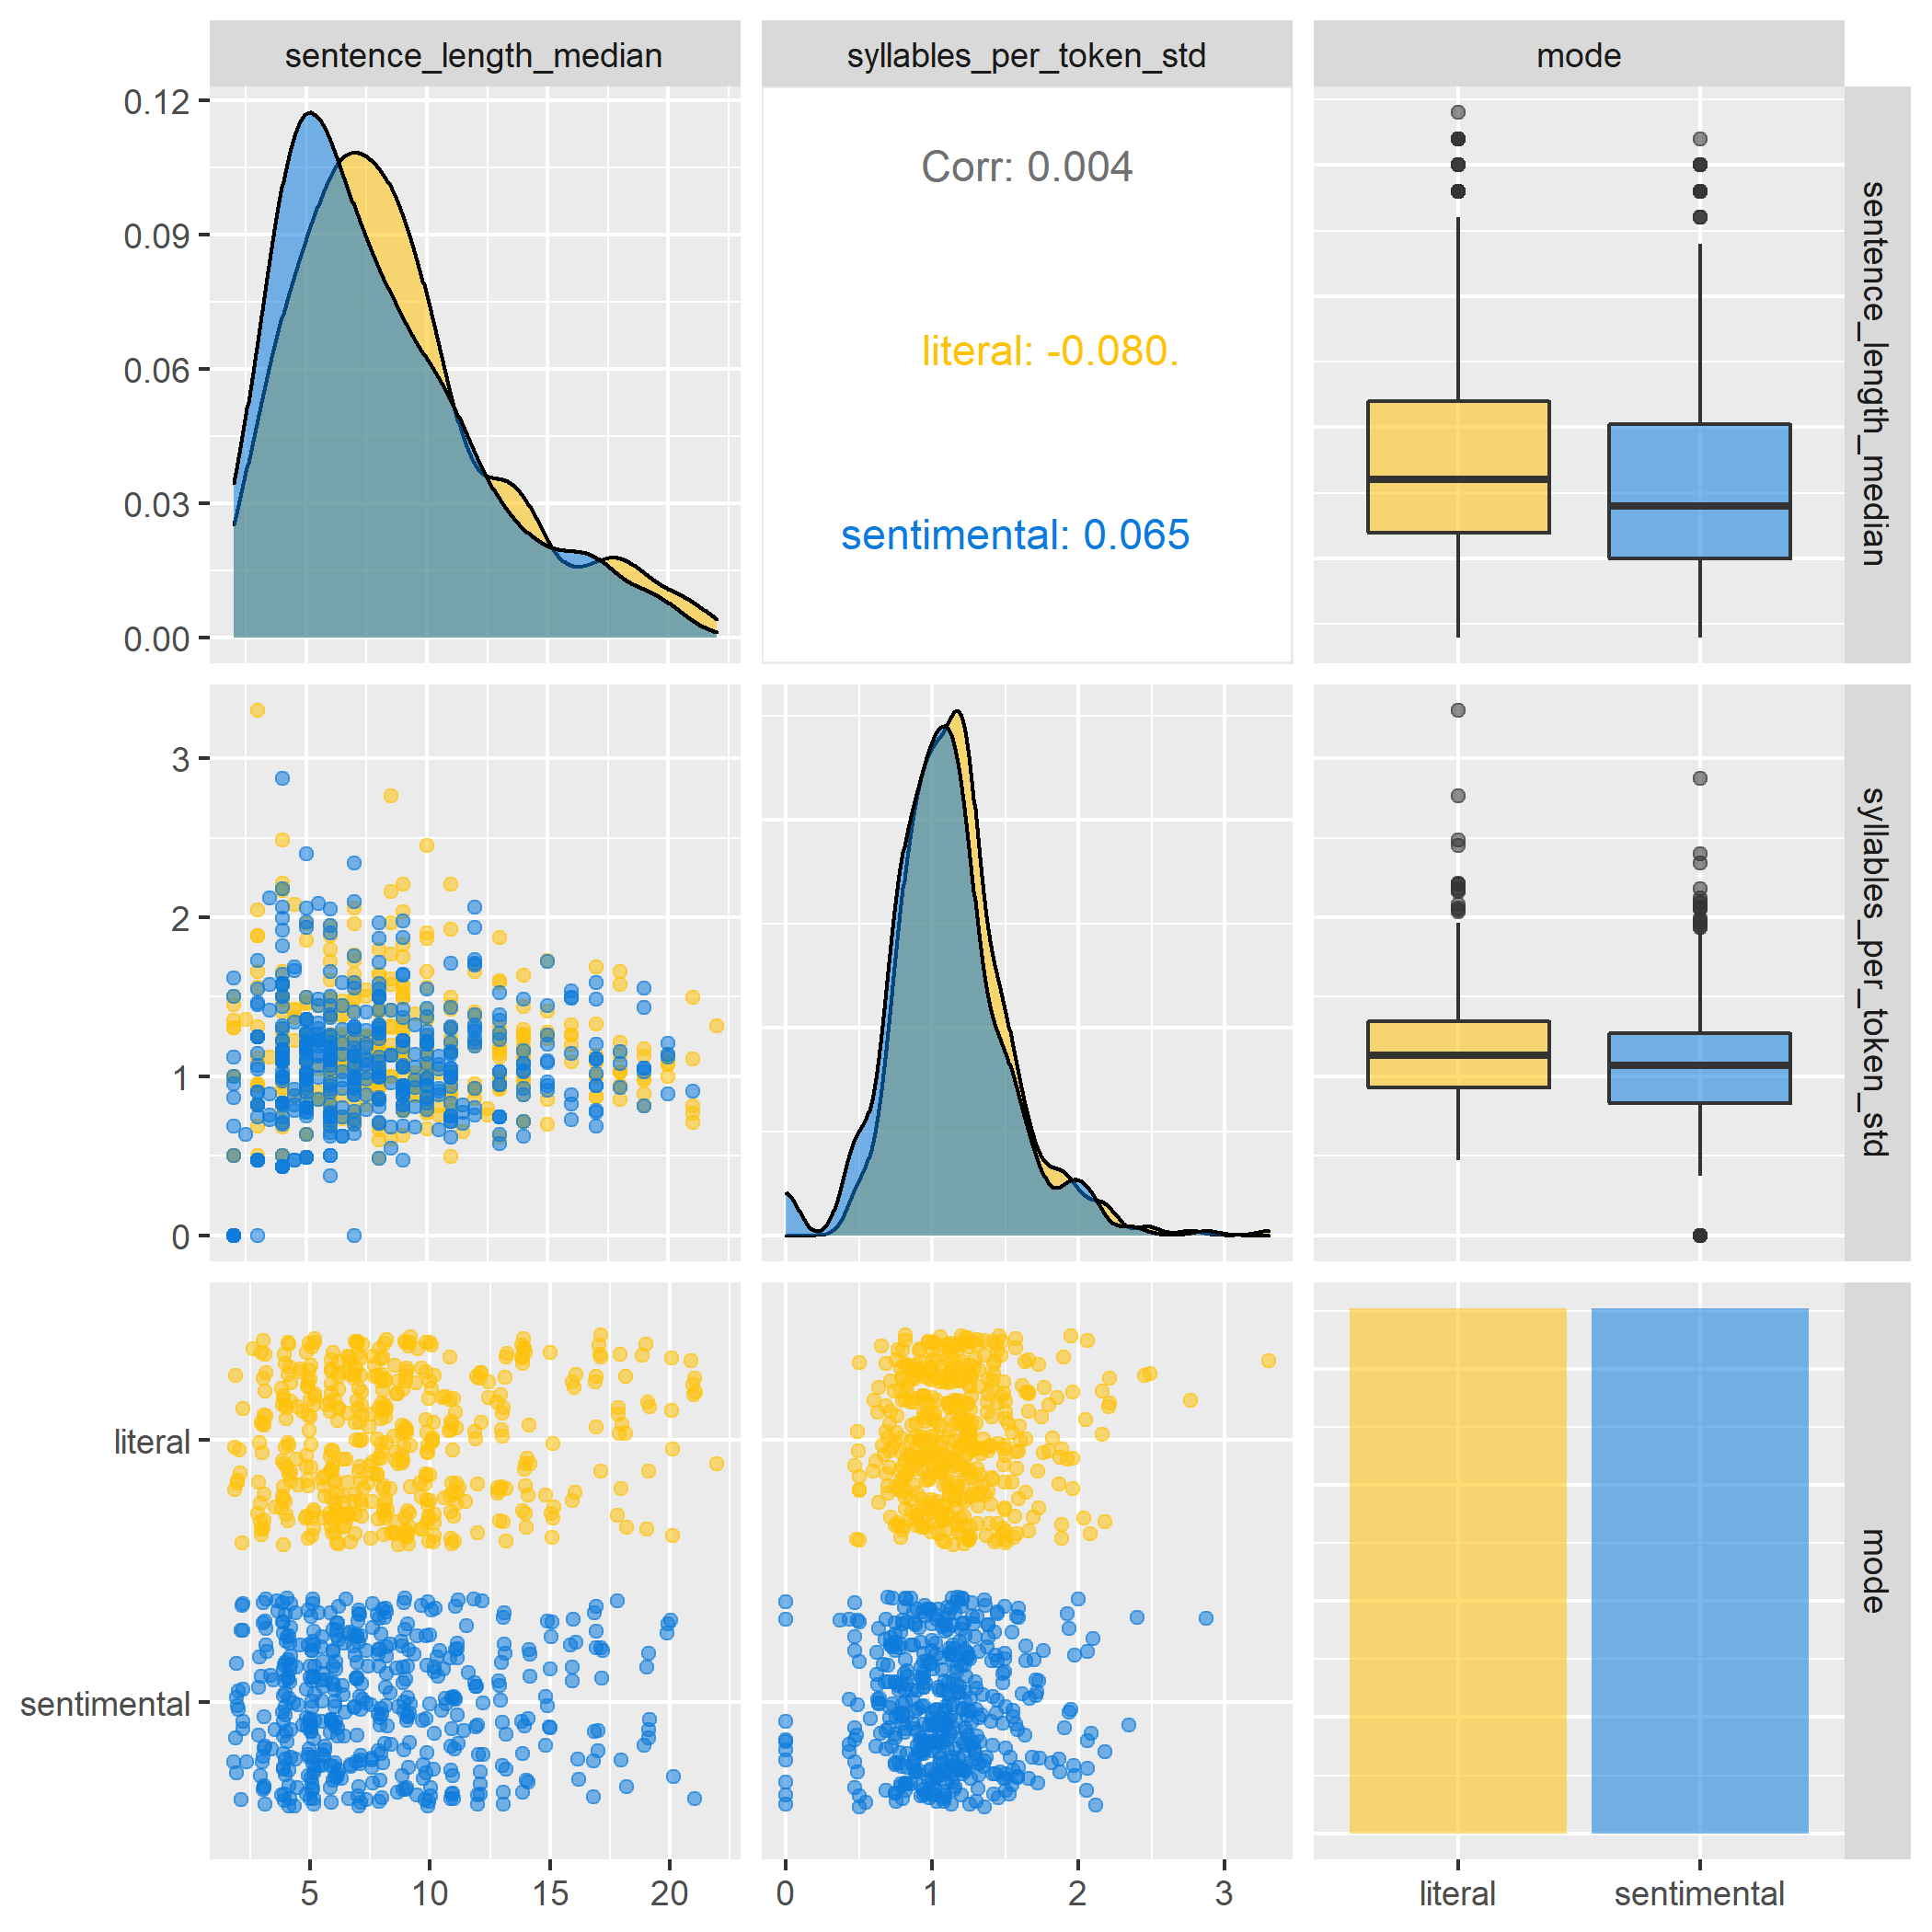 sentence_length_median
syllables_per_token_std
mode
0.12
0.09
0.06
0.03
0.00
Corr: 0.004
literal: -0.080.
sentimental: 0.065
sentence_length_median
3
2
1
0
syllables_per_token_std
literal
sentimental
mode
5 10 15 20
0 1 2 3
literal sentimental